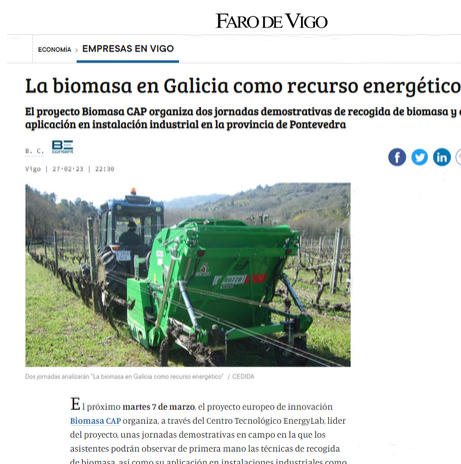 FARO DE VIGO
ECONOMÍA › EMPRESAS EN VIGO
La biomasa en Galicia como recurso energético
El proyecto Biomasa CAP organiza dos jornadas demostrativas de recogida de biomasa y
aplicación en instalación industrial en la provincia de Pontevedra
B. C. BE
Vigo | 27·02·23 | 22:30
Dos jornadas analizarán "La biomasa en Galicia como recurso energético" / CEDIDA
El próximo martes 7 de marzo, el proyecto europeo de innovación
Biomasa CAP organiza, a través del Centro Tecnológico EnergyLab, líder
del proyecto, unas jornadas demostrativas en campo en la que los
asistentes podrán observar de primera mano las técnicas de recogida
de biomasa, así como su aplicación en instalaciones industriales como